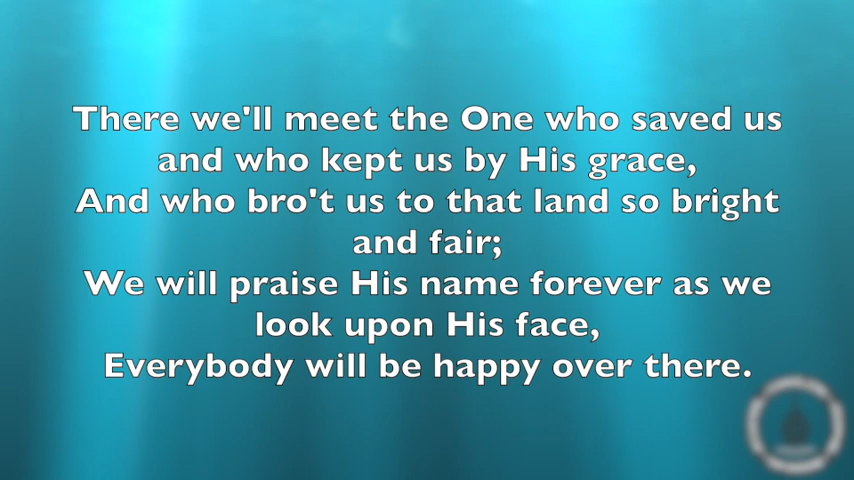 There we'll meet the One who saved us
and who kept us by His grace,
And who bro't us to that land so bright
and fair;
We will praise His name forever as we
look upon His face,
Everybody will be happy over there.